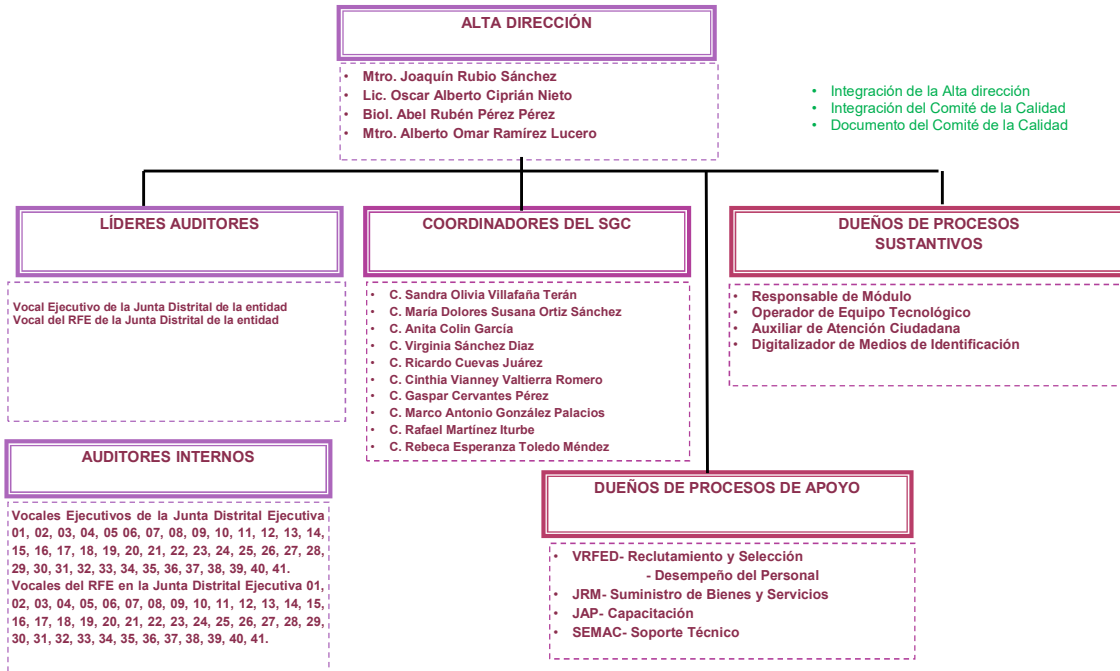 ALTA DIRECCIÓN
• Mtro. Joaquín Rubio Sánchez
• Lic. Oscar Alberto Ciprián Nieto
• Biol. Abel Rubén Pérez Pérez
• Mtro. Alberto Omar Ramírez Lucero
• Integración de la Alta dirección
• Integración del Comité de la Calidad
• Documento del Comité de la Calidad
LÍDERES AUDITORES
Vocal Ejecutivo de la Junta Distrital de la entidad
Vocal del RFE de la Junta Distrital de la entidad
COORDINADORES DEL SGC
• C. Sandra Olivia Villafaña Terán
• C. María Dolores Susana Ortiz Sánchez
• C. Anita Colin García
• C. Virginia Sánchez Diaz
• C. Ricardo Cuevas Juárez
• C. Cinthia Vianney Valtierra Romero
• C. Gaspar Cervantes Pérez
• C. Marco Antonio González Palacios
• C. Rafael Martínez Iturbe
• C. Rebeca Esperanza Toledo Méndez
DUEÑOS DE PROCESOS
SUSTANTIVOS
• Responsable de Módulo
• Operador de Equipo Tecnológico
• Auxiliar de Atención Ciudadana
• Digitalizador de Medios de Identificación
AUDITORES INTERNOS
Vocales Ejecutivos de la Junta Distrital Ejecutiva
01, 02, 03, 04, 05 06, 07, 08, 09, 10, 11, 12, 13, 14,
15, 16, 17, 18, 19, 20, 21, 22, 23, 24, 25, 26, 27, 28,
29, 30, 31, 32, 33, 34, 35, 36, 37, 38, 39, 40, 41.
Vocales del RFE en la Junta Distrital Ejecutiva 01,
02, 03, 04, 05, 06, 07, 08, 09, 10, 11, 12, 13, 14, 15,
16, 17, 18, 19, 20, 21, 22, 23, 24, 25, 26, 27, 28, 29,
30, 31, 32, 33, 34, 35, 36, 37, 38, 39, 40, 41.
DUEÑOS DE PROCESOS DE APOYO
• VRFED- Reclutamiento y Selección
- Desempeño del Personal
• JRM- Suministro de Bienes y Servicios
• JAP- Capacitación
• SEMAC- Soporte Técnico